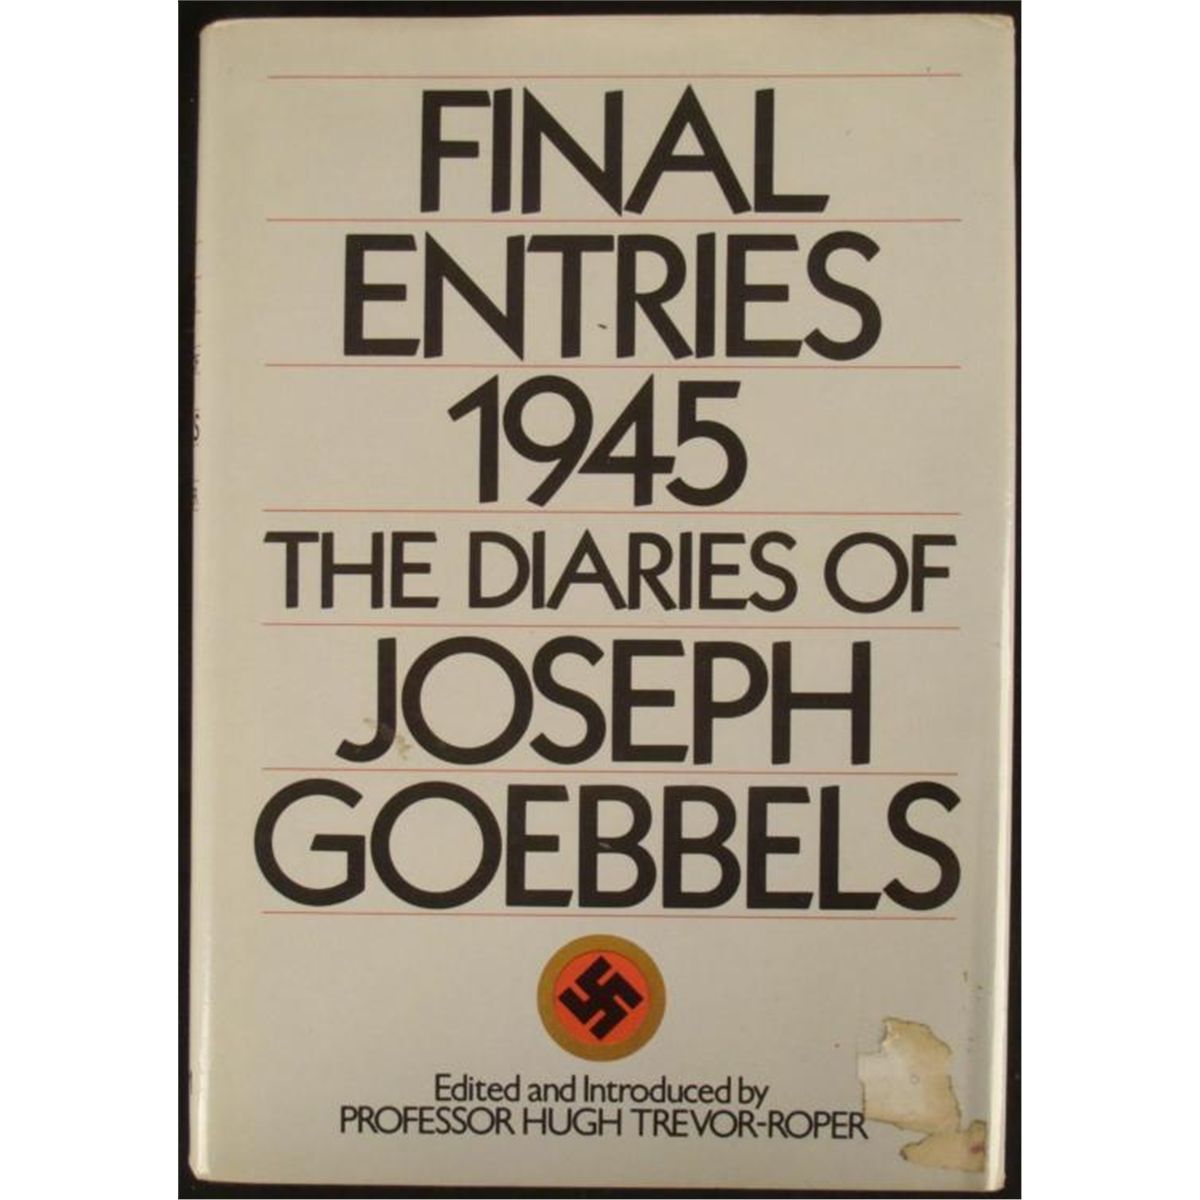 FINAL
ENTRIES
1945
THE DIARIES OF
JOSEPH
GOEBBELS
Edited and Introduced by
PROFESSOR HUGH TREVOR-ROPER